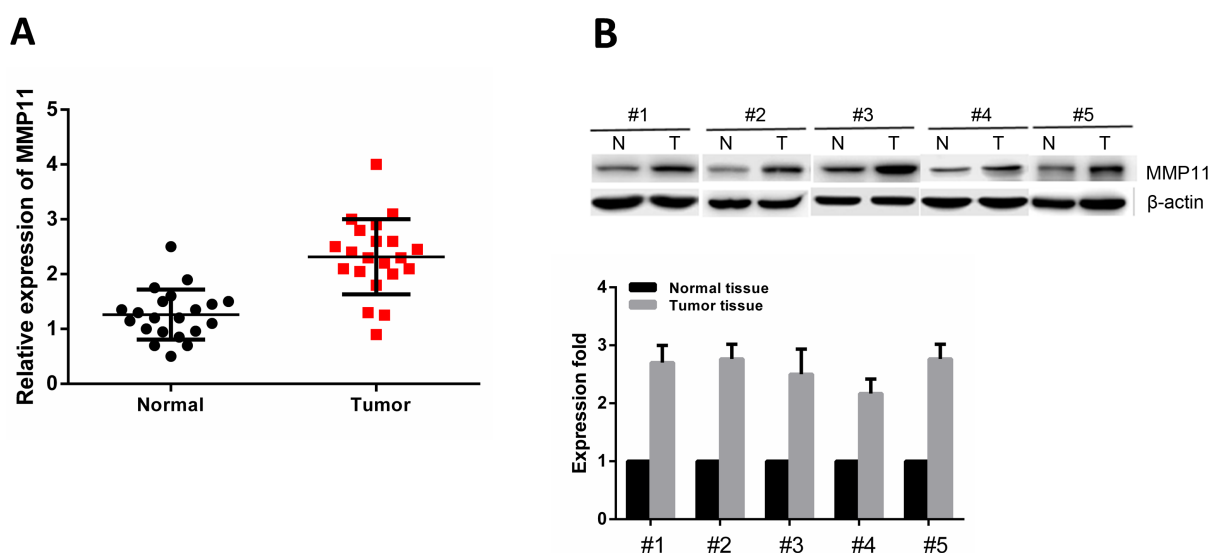 A
Relative expression of MMP11
5
4
3
2
1
0
Normal Tumor
B
#1 #2 #3 #4 #5
N T N T N T N T N T
MMP11
β-actin
Expression fold
4
3
2
1
0
Normal tissue
Tumor tissue
#1 #2 #3 #4 #5